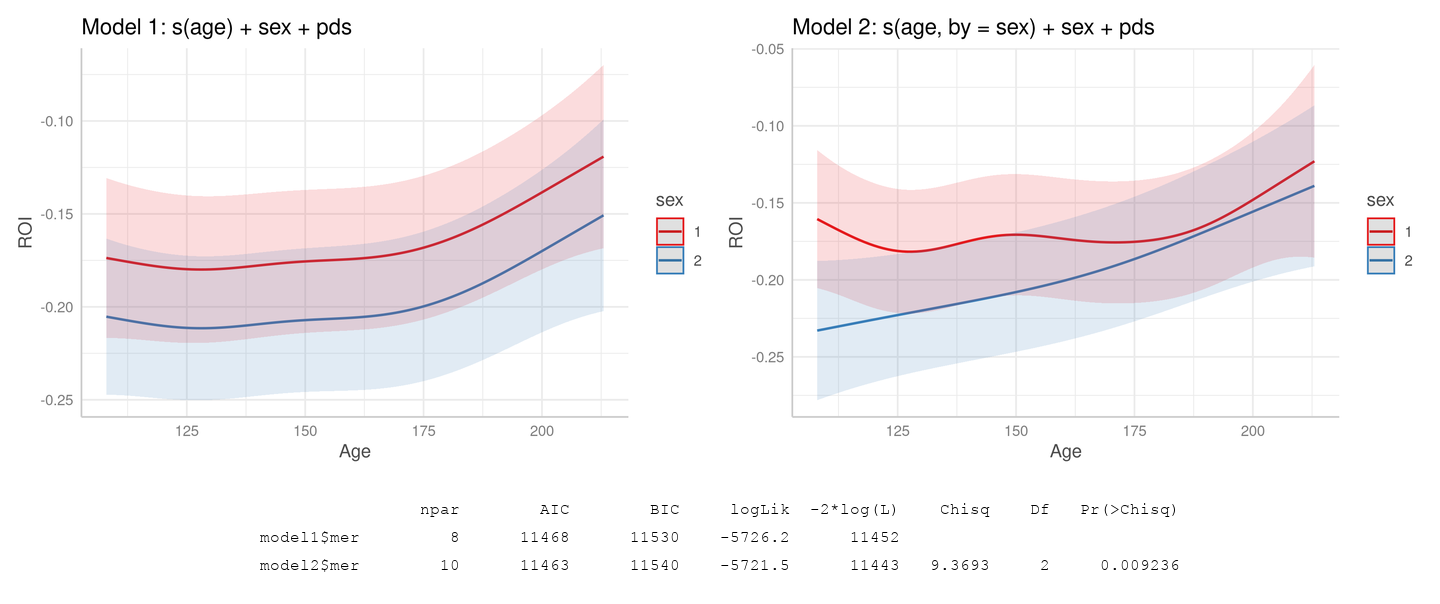 Model 1: s(age) + sex + pds
-0.10
-0.15
-0.20
-0.25
ROI
125 150 175 200
Age
sex
1
2
Model 2: s(age, by = sex) + sex + pds
-0.05
-0.10
-0.15
-0.20
-0.25
ROI
125 150 175 200
Age
sex
1
2
npar AIC BIC logLik -2*log(L) Chisq Df Pr(>Chisq)
model1$mer 8 11468 11530 -5726.2 11452
model2$mer 10 11463 11540 -5721.5 11443 9.3693 2 0.009236